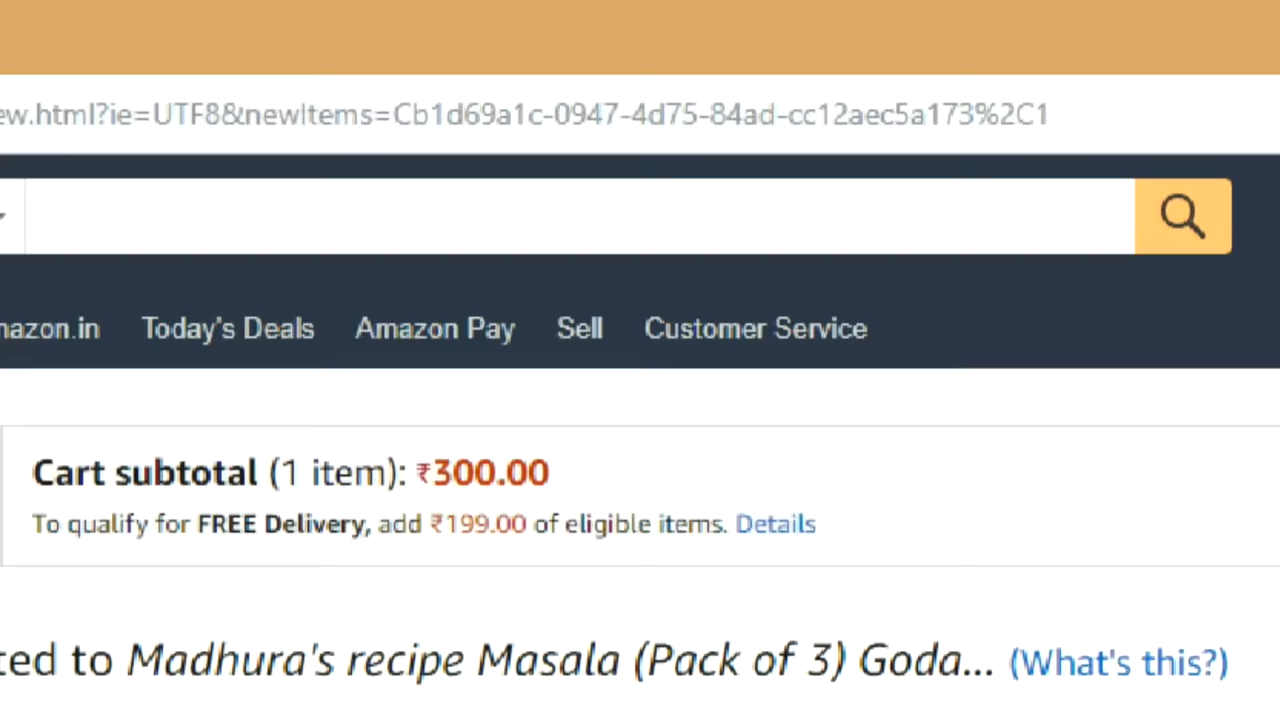 ew.html?ie=UTF8&newItems=Cb1d69a1c-0947-4d75-84ad-cc12aec5a173%2C1
nazon.in Today's Deals Amazon Pay Sell Customer Service
Cart subtotal (1 item): ₹300.00
To qualify for FREE Delivery, add ₹199.00 of eligible items. Details
ted to Madhura's recipe Masala (Pack of 3) Goda... (What's this?)